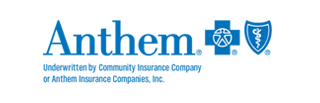 Anthem®
Underwritten by Community Insurance Company
or Anthem Insurance Companies, Inc.